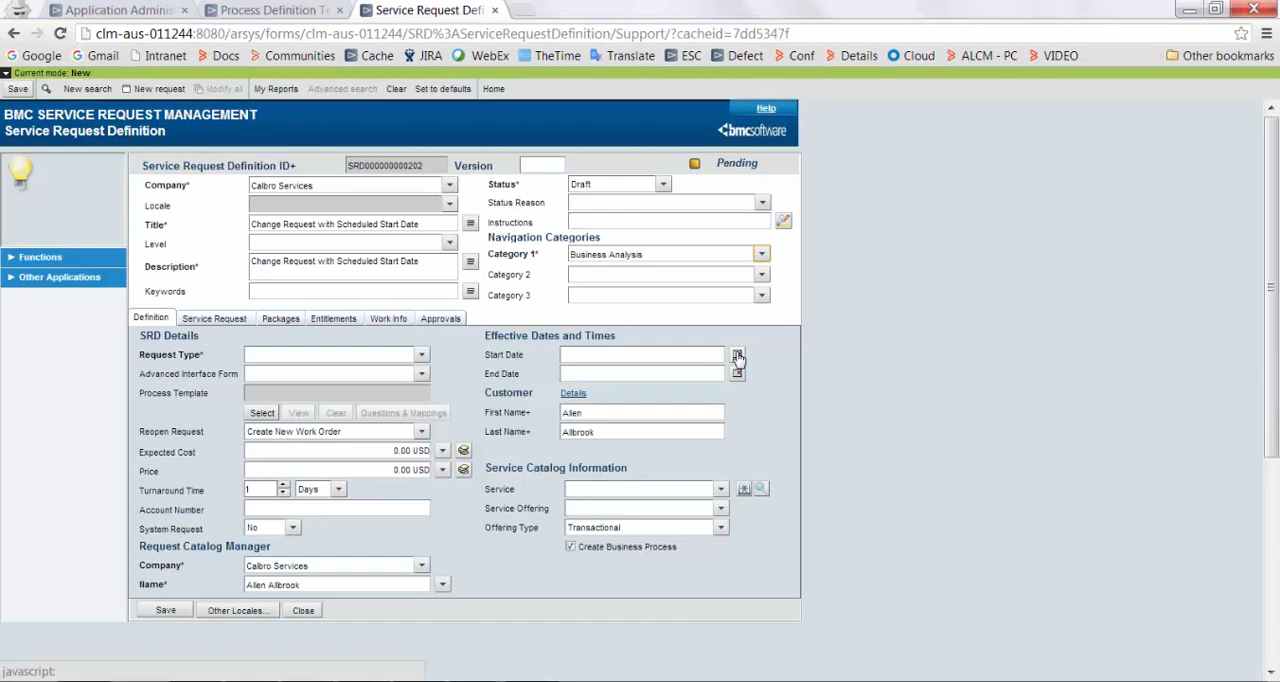 Application Adminis
Process Definition Te
Service Request Defi
clm-aus-011244:8080/arsys/forms/clm-aus-011244/SRD%3AServiceRequestDefinition/Support/?cacheid=7dd5347f
Google Gmail Intranet Docs Communities Cache JIRA WebEx TheTime Translate ESC Defect Conf Details Cloud ALCM - PC VIDEO Other bookmarks
Current mode: New
Save New search New request Modify all My Reports Advanced search Clear Set to defaults Home
BMC SERVICE REQUEST MANAGEMENT
Service Request Definition
Help
bmcsoftware
Functions
Other Applications
Service Request Definition ID+ SRD000000000202 Version Pending
Company* Calbro Services Status* Draft
Locale Status Reason
Title* Change Request with Scheduled Start Date Instructions
Navigation Categories
Level Category 1* Business Analysis
Description* Change Request with Scheduled Start Date Category 2
Keywords Category 3
Definition Service Request Packages Entitlements Work Info Approvals
SRD Details Effective Dates and Times
Request Type* Start Date
Advanced Interface Form End Date
Process Template Customer Details
Select View Clear Questions & Mappings First Name+ Allen
Reopen Request Create New Work Order Last Name+ Allbrook
Expected Cost 0.00 USD
Price 0.00 USD Service Catalog Information
Turnaround Time 1 Days Service
Account Number Service Offering
System Request No Offering Type Transactional
Request Catalog Manager Create Business Process
Company* Calbro Services
Name* Allen Allbrook
Save Other Locales... Close
javascript: